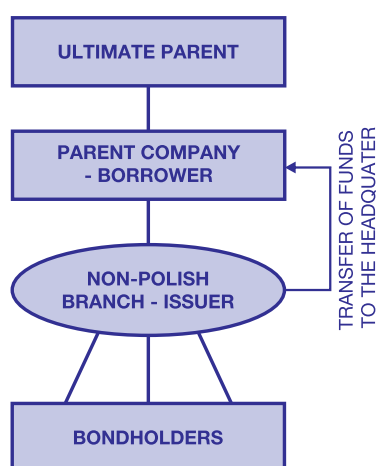 ULTIMATE PARENT
PARENT COMPANY
- BORROWER
NON-POLISH
BRANCH - ISSUER
TRANSFER OF FUNDS
TO THE HEADQUATER
BONDHOLDERS